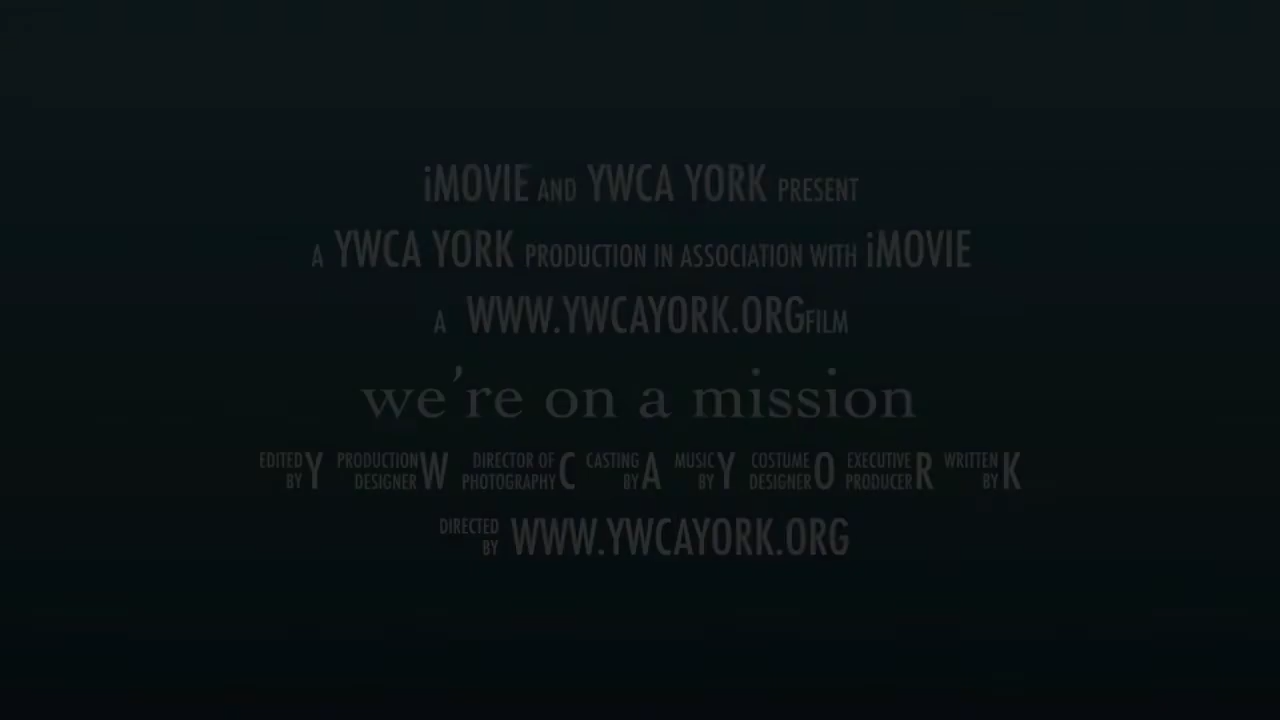 iMOVIE AND YWCA YORK PRESENT
A YWCA YORK PRODUCTION IN ASSOCIATION WITH iMOVIE
A WWW.YWCAYORK.ORGFILM
we're on a mission
EDITED BY Y PRODUCTION DESIGNER W DIRECTOR OF PHOTOGRAPHY C CASTING BY A MUSIC BY Y COSTUME DESIGNER O EXECUTIVE PRODUCER R WRITTEN BY K
DIRECTED BY WWW.YWCAYORK.ORG